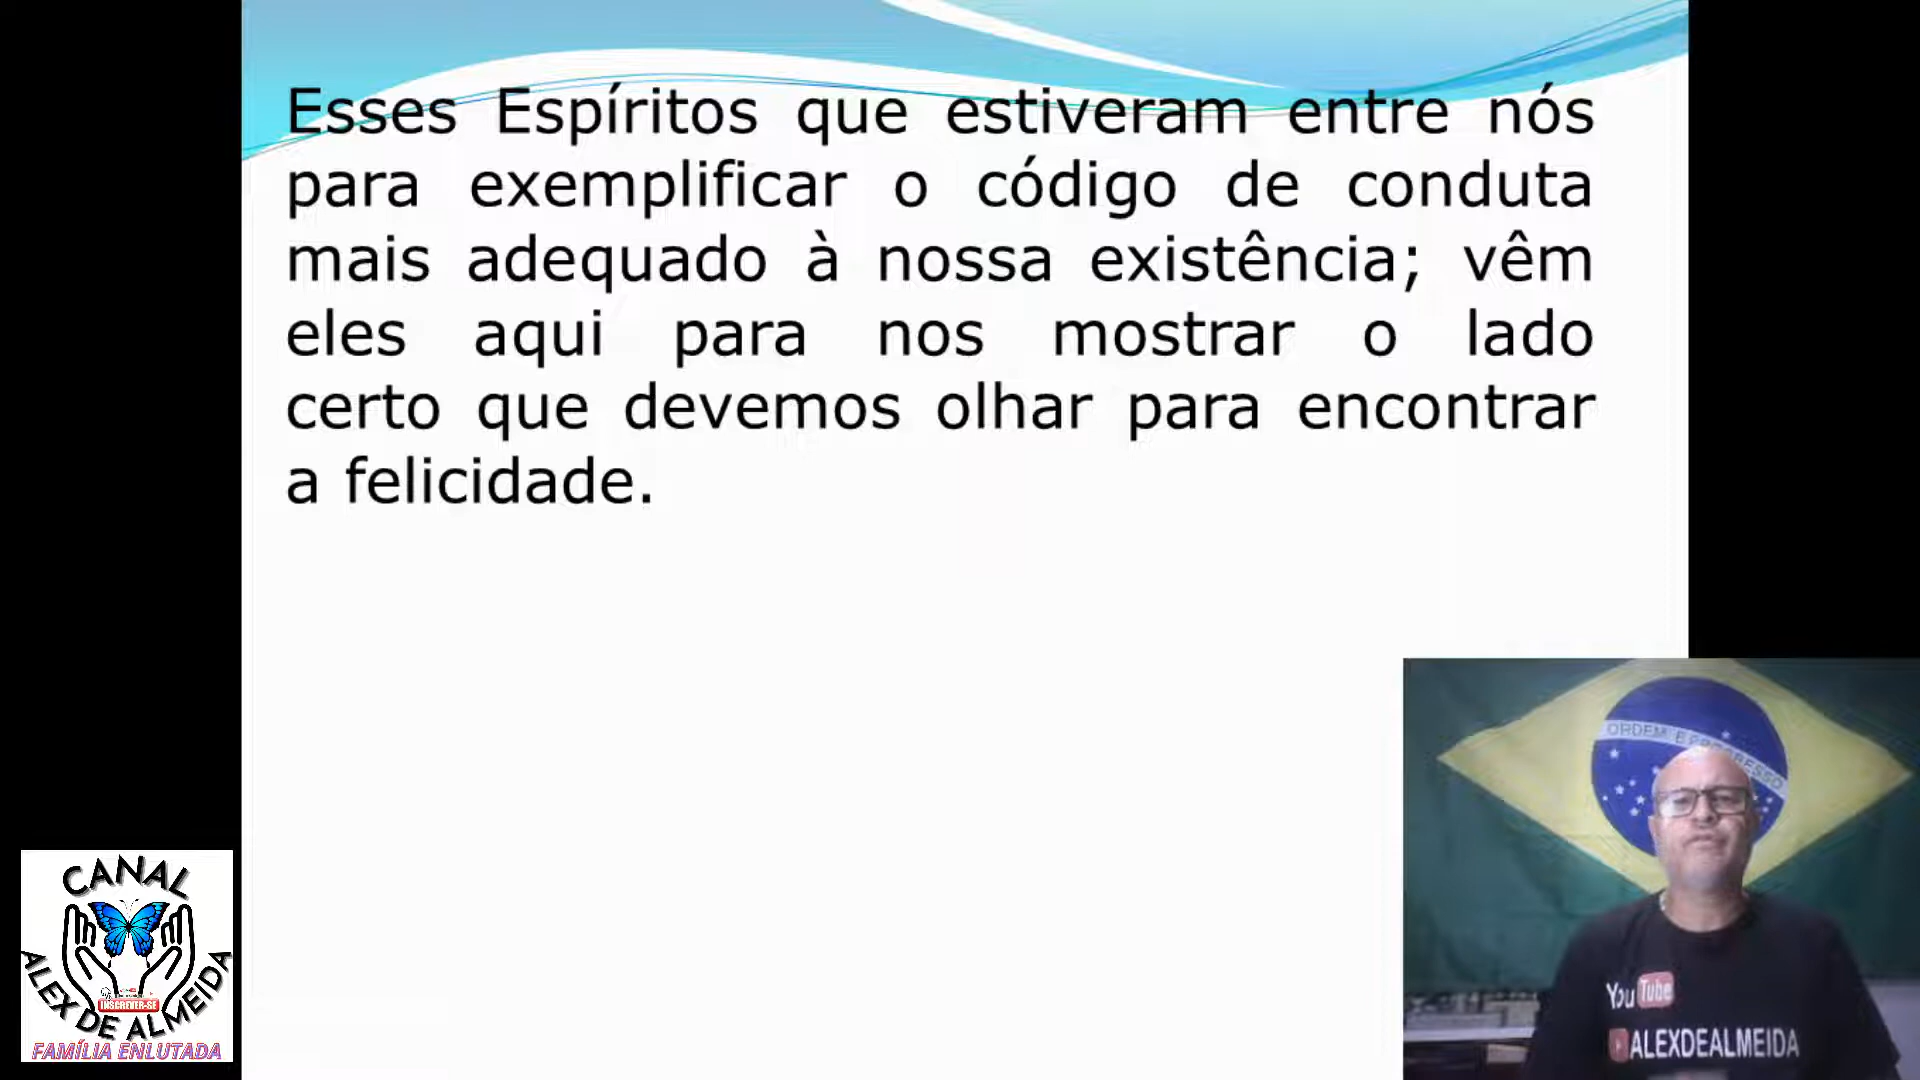 Esses Espíritos que estiveram entre nós
para exemplificar o código de conduta
mais adequado à nossa existência; vêm
eles aqui para nos mostrar o lado
certo que devemos olhar para encontrar
a felicidade.
ORDEM E PROGRESSO
CANAL
INSCREVER-SE
ALEX DE ALMEIDA
FAMÍLIA ENLUTADA
YouTube
ALEXDEALMEIDA